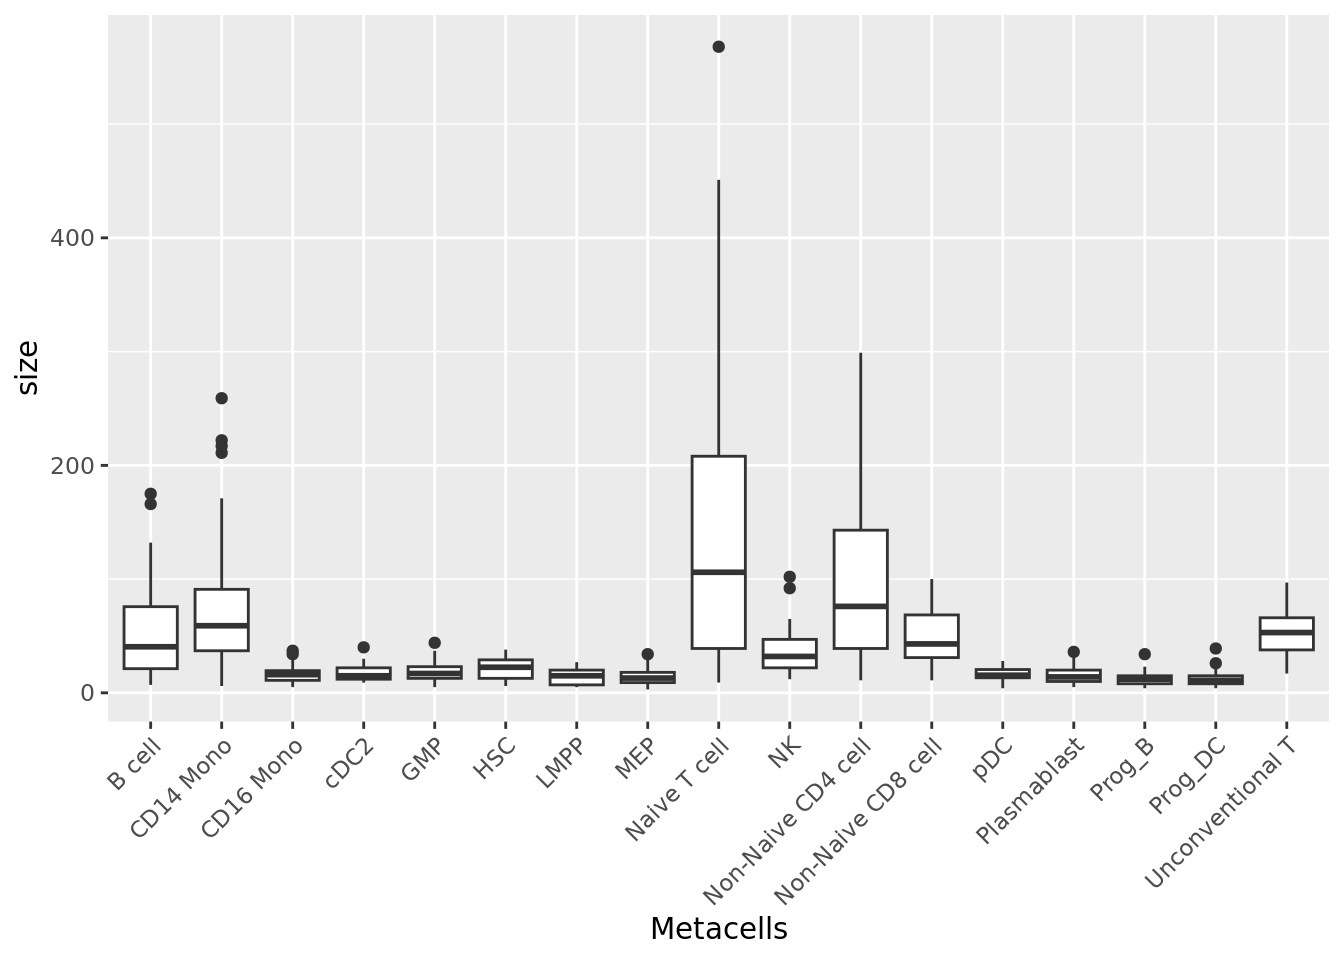 size
400
200
0
B cell
CD14 Mono
CD16 Mono
cDC2
GMP
HSC
LMPP
MEP
Naive T cell
NK
Non-Naive CD4 cell
Non-Naive CD8 cell
pDC
Plasmablast
Prog_B
Prog_DC
Unconventional T
Metacells